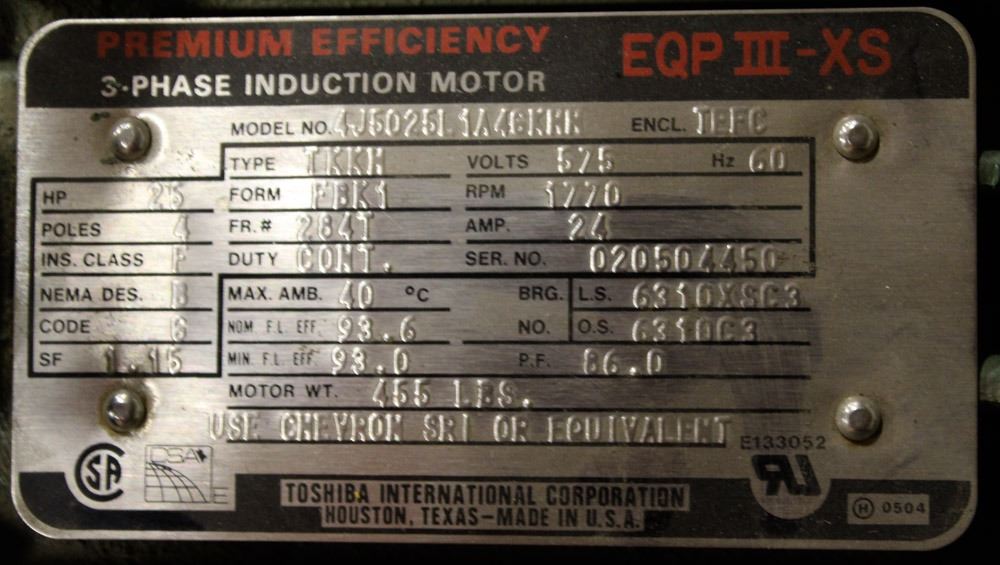 PREMIUM EFFICIENCY EQP III-XS
3-PHASE INDUCTION MOTOR
MODEL NO. ENCL. TEFC
TYPE TKKH VOLTS 575 Hz 60
HP 25 FORM FBK1 RPM 1770
POLES 4 FR.# 284T AMP. 24
INS. CLASS F DUTY CONT. SER. NO. 020504450
NEMA DES. B MAX. AMB. 40 °C BRG. L.S. 6310XSC3
CODE G NOM F.L. EFF. 93.6 NO. O.S. 6310C3
SF 1.15 MIN. F.L. EFF 93.0 P.F. 86.0
MOTOR WT. 455 LBS.
USE CHEVRON SRI OR EQUIVALENT
E133052
SA DSA E RU
TOSHIBA INTERNATIONAL CORPORATION
HOUSTON, TEXAS-MADE IN U.S.A. H 0504